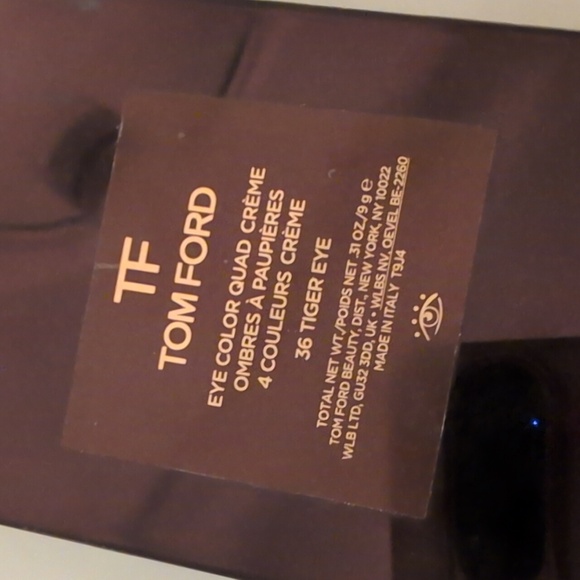 TF
TOM FORD
EYE COLOR QUAD CRÈME
OMBRES À PAUPIÈRES
4 COULEURS CRÈME
36 TIGER EYE
TOTAL NET WT./POIDS NET .31 OZ/9 g e
TOM FORD BEAUTY, DIST., NEW YORK, NY 10022
WLB LTD, GU32 3DD, UK • WLBS NV, OEVEL BE-2260
MADE IN ITALY T9J4